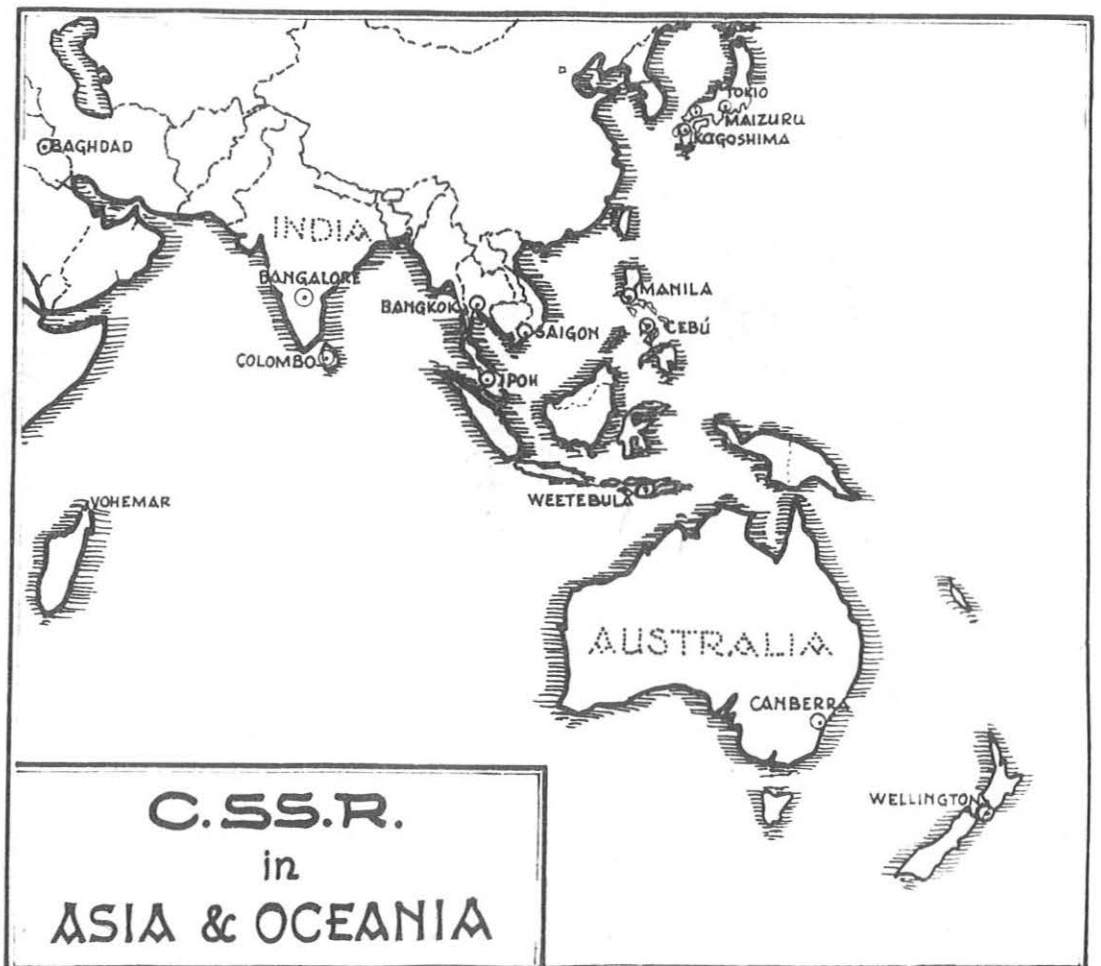 TOKIO
MAIZURU
KAGOSHIMA
BAGHDAD
INDIA
BANGALORE
MANILA
BANGKOK
CEBÚ
SAIGON
COLOMBO
IPOH
WEETEBULA
VOHEMAR
AUSTRALIA
CANBERRA
WELLINGTON
C.SS.R.
in
ASIA & OCEANIA